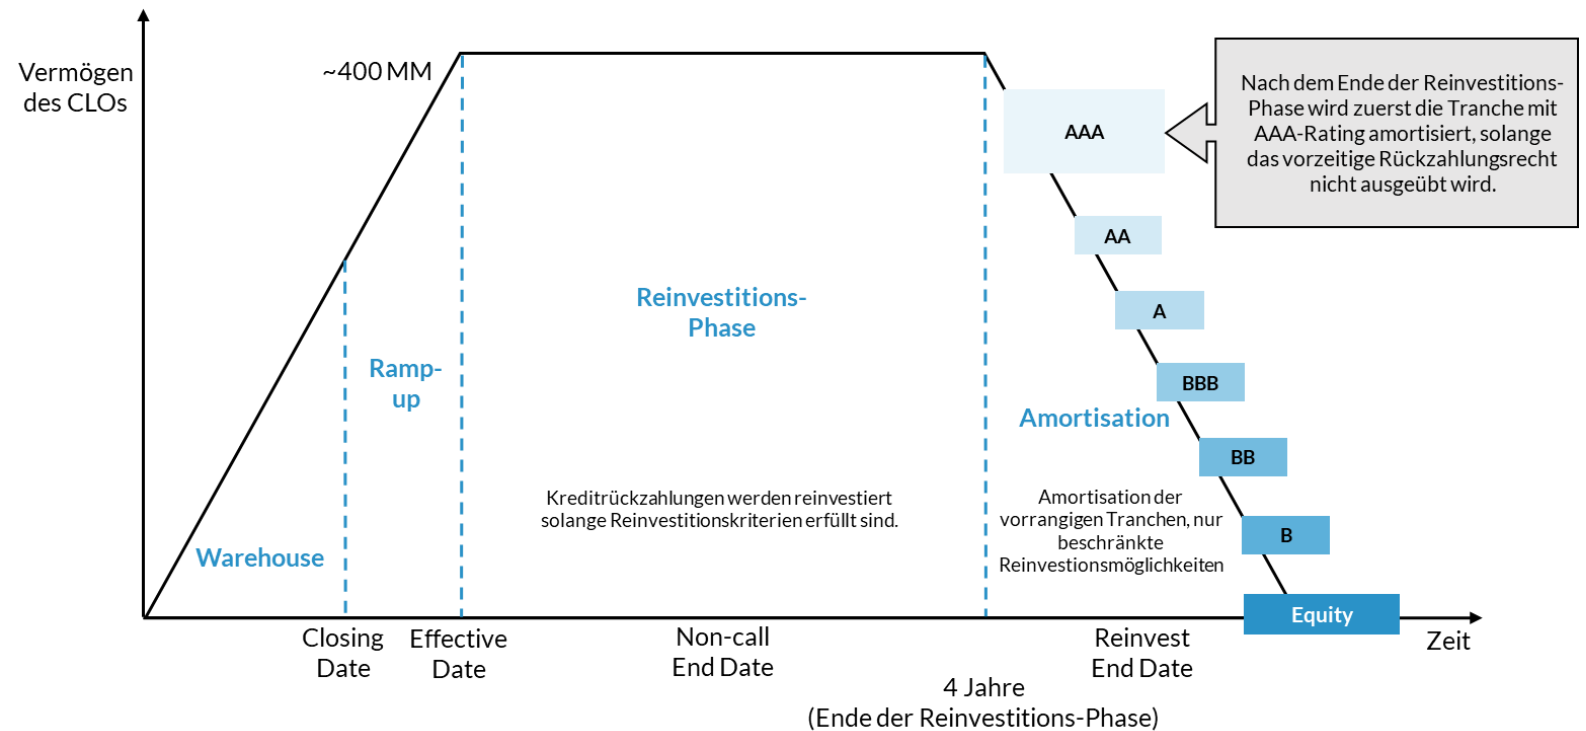 Vermögen
des CLOs
~400 MM
Nach dem Ende der Reinvestitions-
Phase wird zuerst die Tranche mit
AAA-Rating amortisiert, solange
das vorzeitige Rückzahlungsrecht
nicht ausgeübt wird.
AAA
AA
A
BBB
BB
B
Equity
Reinvestitions-
Phase
Ramp-
up
Warehouse
Amortisation
Kreditrückzahlungen werden reinvestiert
solange Reinvestitionskriterien erfüllt sind.
Amortisation der
vorrangigen Tranchen, nur
beschränkte
Reinvestionsmöglichkeiten
Closing
Date
Effective
Date
Non-call
End Date
Reinvest
End Date
Zeit
4 Jahre
(Ende der Reinvestitions-Phase)